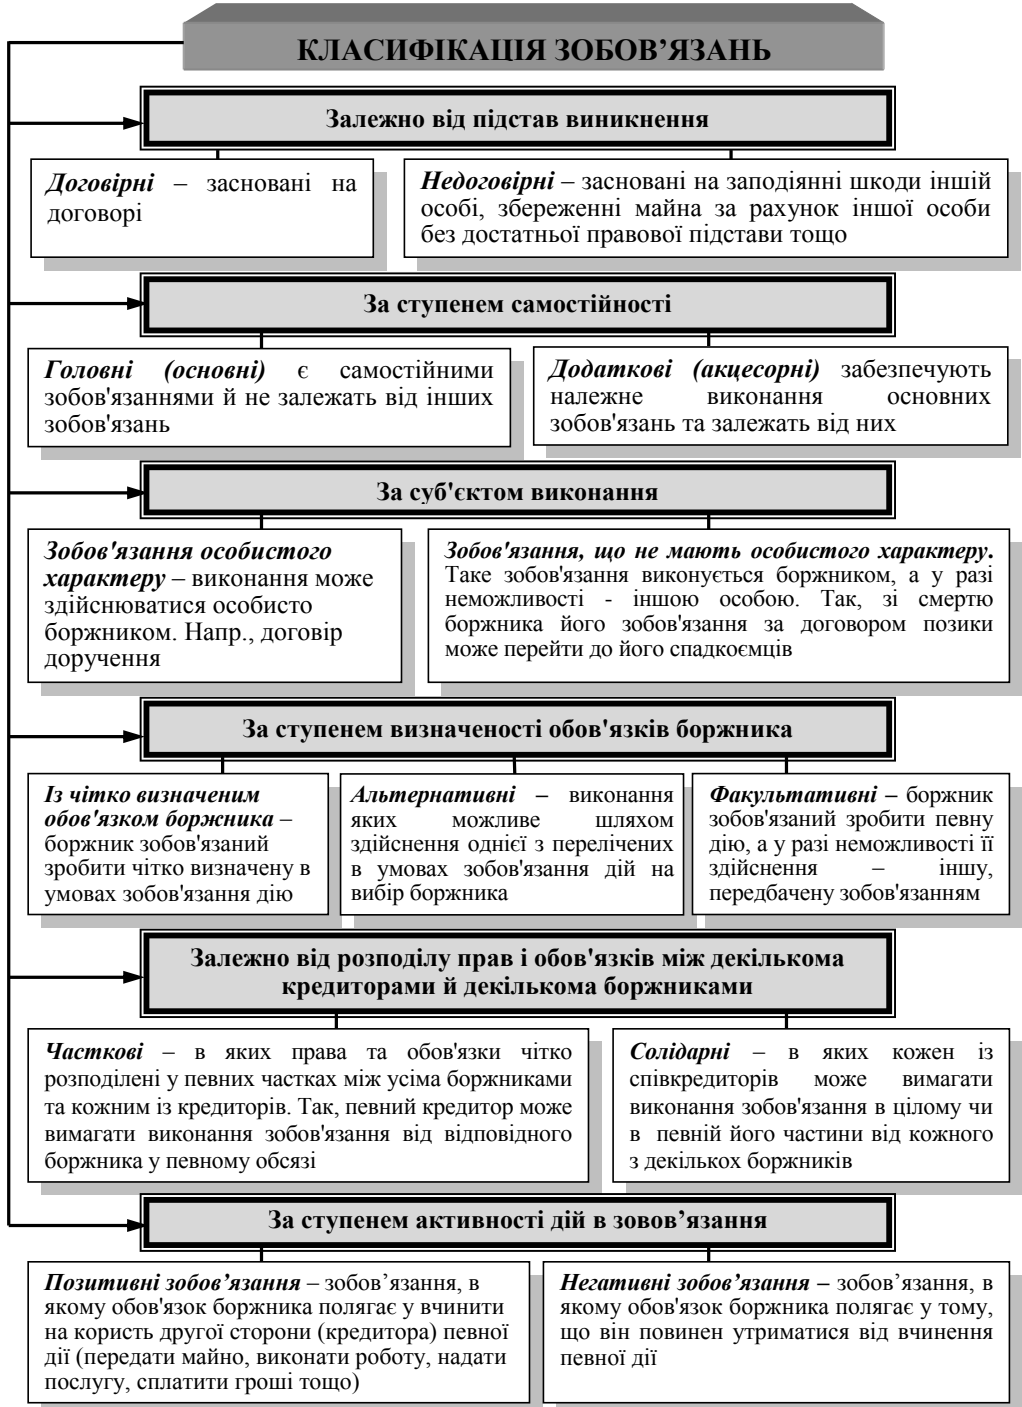 КЛАСИФІКАЦІЯ ЗОБОВ’ЯЗАНЬ
Залежно від підстав виникнення
Договірні – засновані на
договорі
Недоговірні – засновані на заподіянні шкоди іншій
особі, збереженні майна за рахунок іншої особи
без достатньої правової підстави тощо
За ступенем самостійності
Головні (основні) є самостійними
зобов'язаннями й не залежать від інших
зобов'язань
Додаткові (акцесорні) забезпечують
належне виконання основних
зобов'язань та залежать від них
За суб'єктом виконання
Зобов'язання особистого
характеру – виконання може
здійснюватися особисто
боржником. Напр., договір
доручення
Зобов'язання, що не мають особистого характеру.
Таке зобов'язання виконується боржником, а у разі
неможливості - іншою особою. Так, зі смертю
боржника його зобов'язання за договором позики
може перейти до його спадкоємців
За ступенем визначеності обов'язків боржника
Із чітко визначеним
обов'язком боржника –
боржник зобов'язаний
зробити чітко визначену в
умовах зобов'язання дію
Альтернативні – виконання
яких можливе шляхом
здійснення однієї з перелічених
в умовах зобов'язання дій на
вибір боржника
Факультативні – боржник
зобов'язаний зробити певну
дію, а у разі неможливості її
здійснення – іншу,
передбачену зобов'язанням
Залежно від розподілу прав і обов'язків між декількома
кредиторами й декількома боржниками
Часткові – в яких права та обов'язки чітко
розподілені у певних частках між усіма боржниками
та кожним із кредиторів. Так, певний кредитор може
вимагати виконання зобов'язання від відповідного
боржника у певному обсязі
Солідарні – в яких кожен із
співкредиторів може вимагати
виконання зобов'язання в цілому чи
в певній його частини від кожного
з декількох боржників
За ступенем активності дій в зовов’язання
Позитивні зобов’язання – зобов’язання, в
якому обов'язок боржника полягає у вчинити
на користь другої сторони (кредитора) певної
дії (передати майно, виконати роботу, надати
послугу, сплатити гроші тощо)
Негативні зобов’язання – зобов’язання, в
якому обов'язок боржника полягає у тому,
що він повинен утриматися від вчинення
певної дії